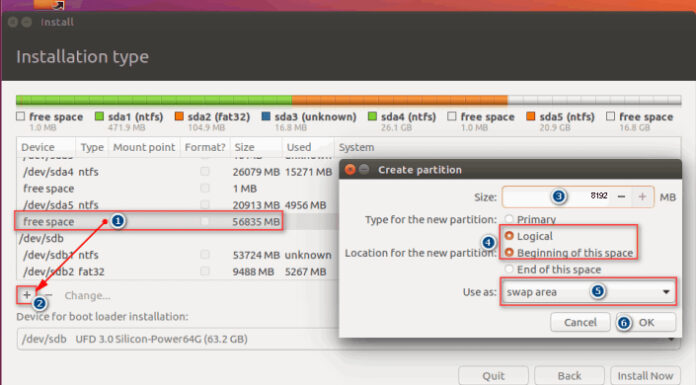 Install
Installation type
free space sda1 (ntfs) sda2 (fat32) sda3 (unknown) sda4 (ntfs) free space sda5 (ntfs) free space
1.0 MB 471.9 MB 104.9 MB 16.8 MB 26.1 GB 1.0 MB 20.9 GB 16.8 GB
Device Type Mount point Format? Size Used System
/dev/sda4 ntfs 26079 MB 15271 MB
free space 1 MB
/dev/sda5 ntfs 20913 MB 4956 MB
free space 1 56835 MB
/dev/sdb
/dev/sdb1 ntfs 53724 MB unknown
/dev/sdb2 fat32 9488 MB 5267 MB
+ − Change...
2
Device for boot loader installation:
/dev/sdb UFD 3.0 Silicon-Power64G (63.2 GB)
Quit Back Install Now
Create partition
Size: 3 8192 − + MB
Type for the new partition: Primary
4 Logical
Location for the new partition: Beginning of this space
End of this space
Use as: swap area 5
Cancel 6 OK